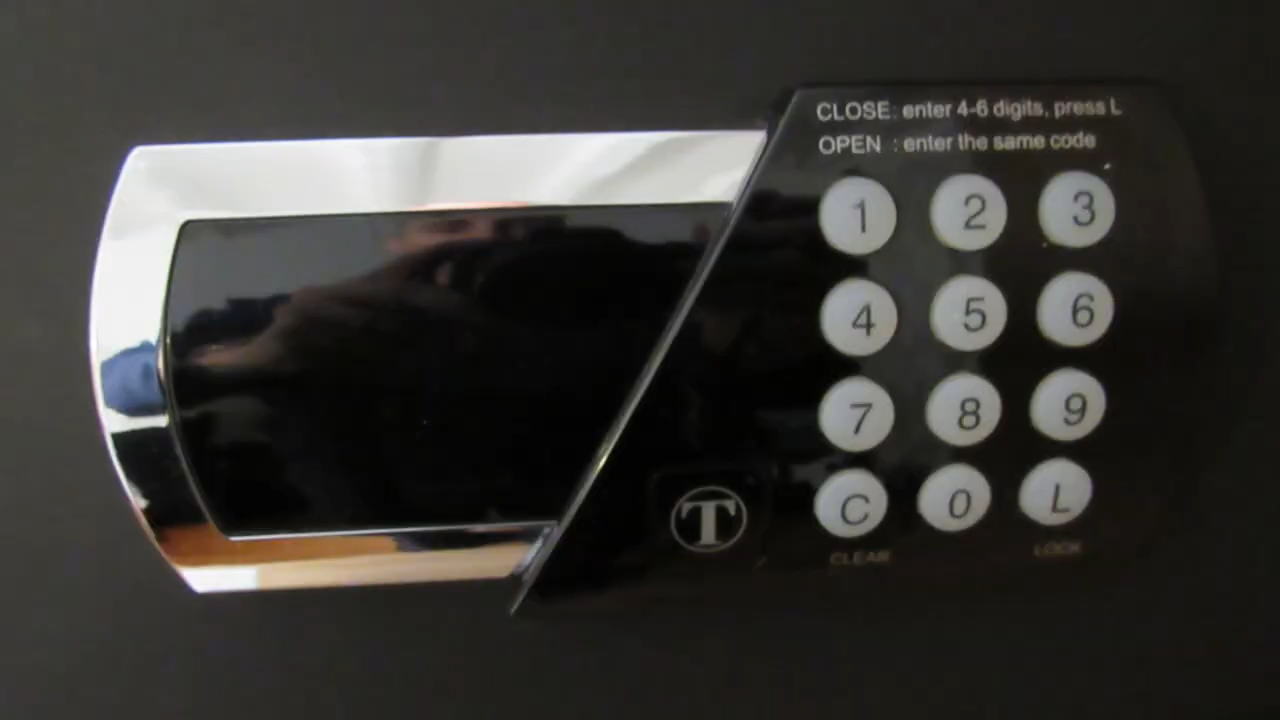 CLOSE: enter 4-6 digits, press L
OPEN : enter the same code
1 2 3
4 5 6
7 8 9
C 0 L
CLEAR LOCK
T